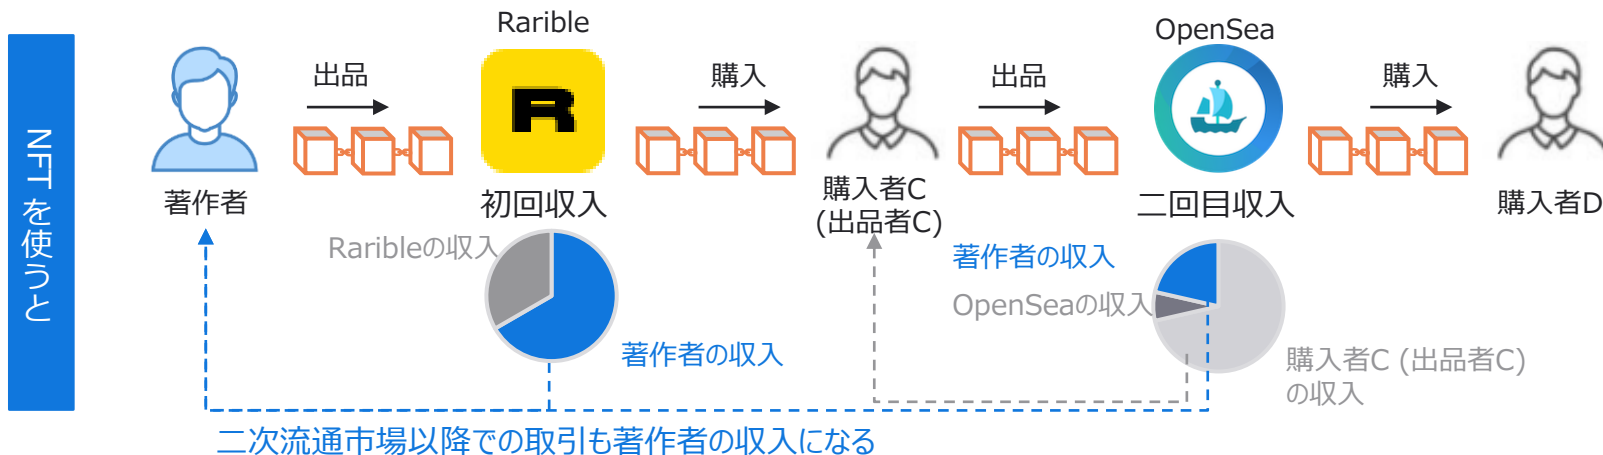 NFTを使うと
Rarible
OpenSea
出品
購入
出品
購入
R
著作者
初回収入
購入者C
(出品者C)
二回目収入
購入者D
Raribleの収入
著作者の収入
著作者の収入
OpenSeaの収入
購入者C (出品者C)
の収入
二次流通市場以降での取引も著作者の収入になる